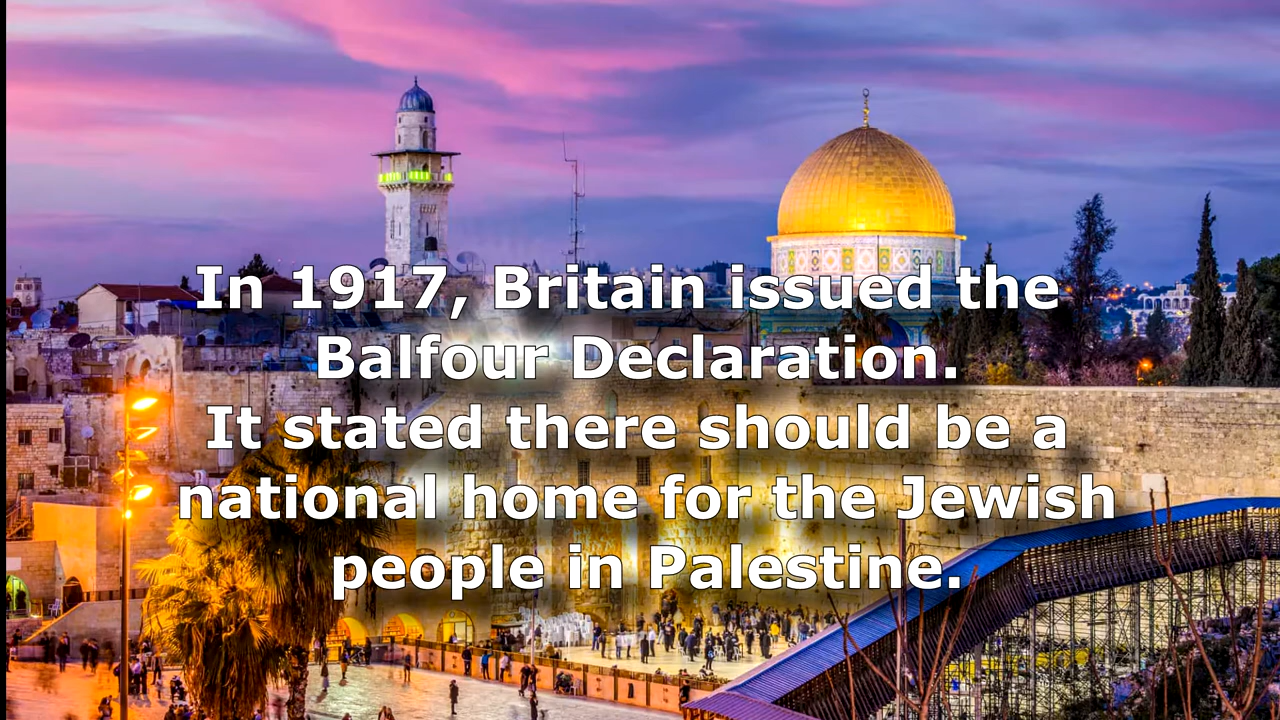 In 1917, Britain issued the
Balfour Declaration.
It stated there should be a
national home for the Jewish
people in Palestine.